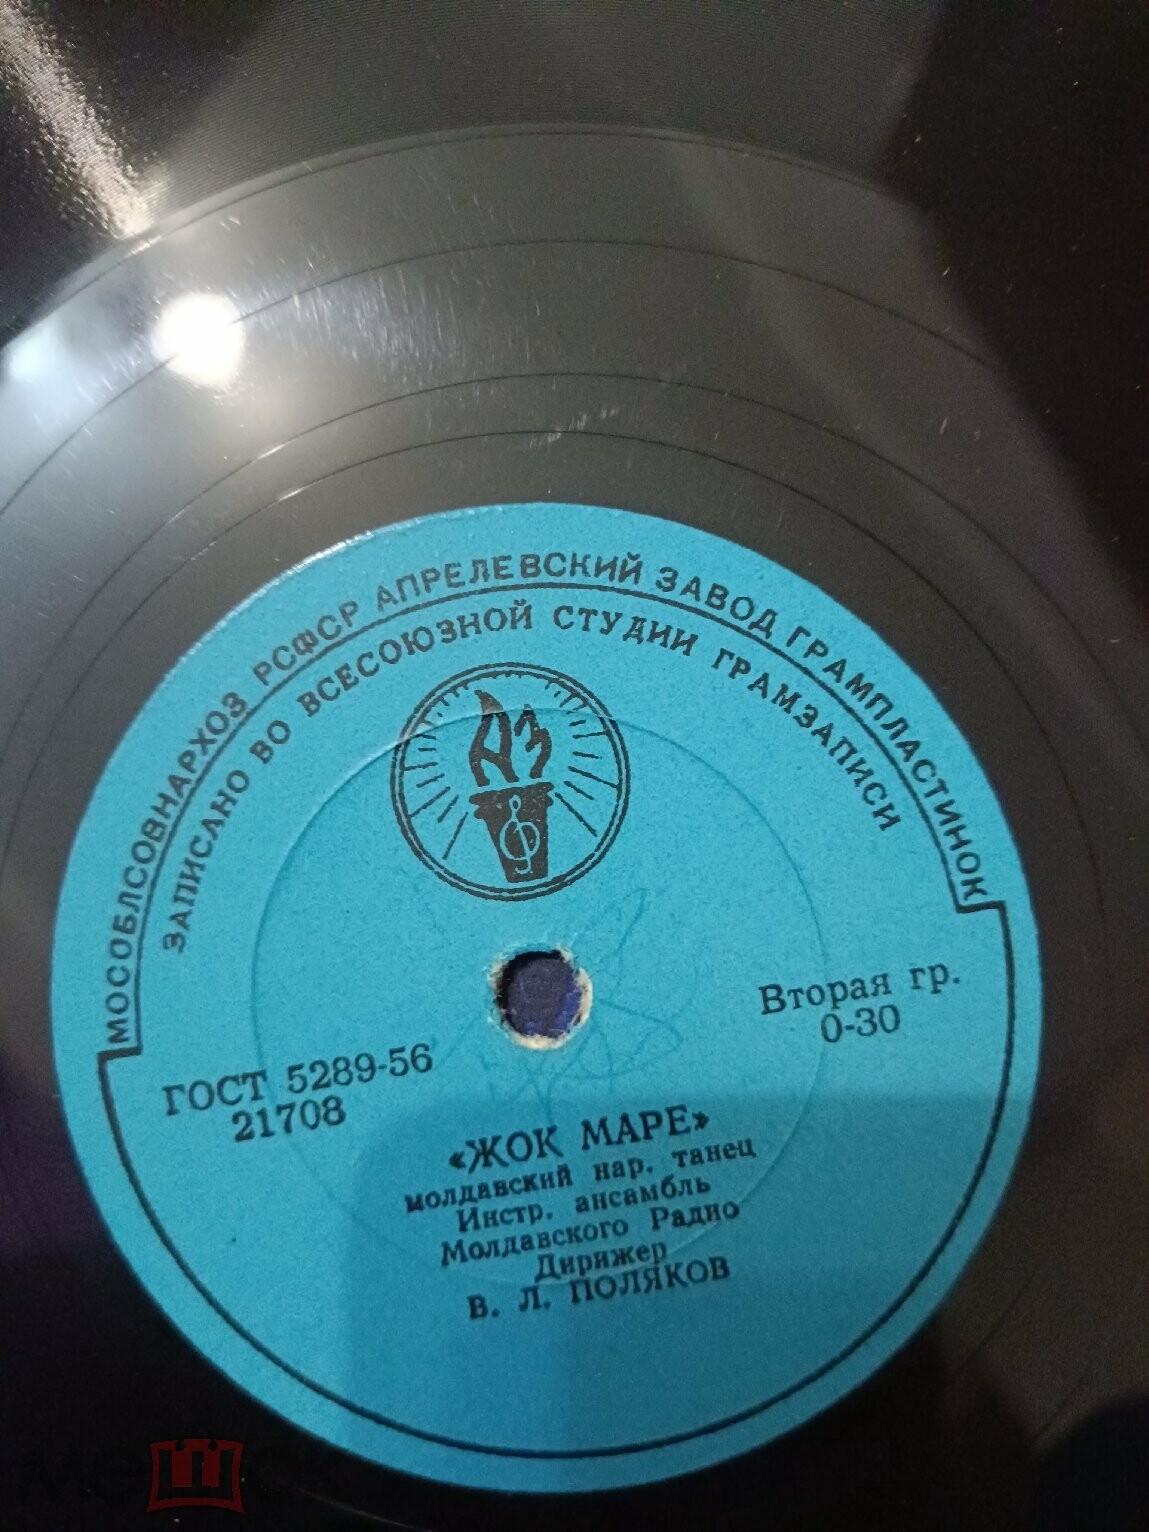 МОСОБЛСОВНАРХОЗ РСФСР АПРЕЛЕВСКИЙ ЗАВОД ГРАМПЛАСТИНОК
ЗАПИСАНО ВО ВСЕСОЮЗНОЙ СТУДИИ ГРАМЗАПИСИ
АЗ
Вторая гр.
0-30
ГОСТ 5289-56
21708
«ЖОК МАРЕ»
молдавский нар. танец
Инстр. ансамбль
Молдавского Радио
Дирижер
В. Л. ПОЛЯКОВ